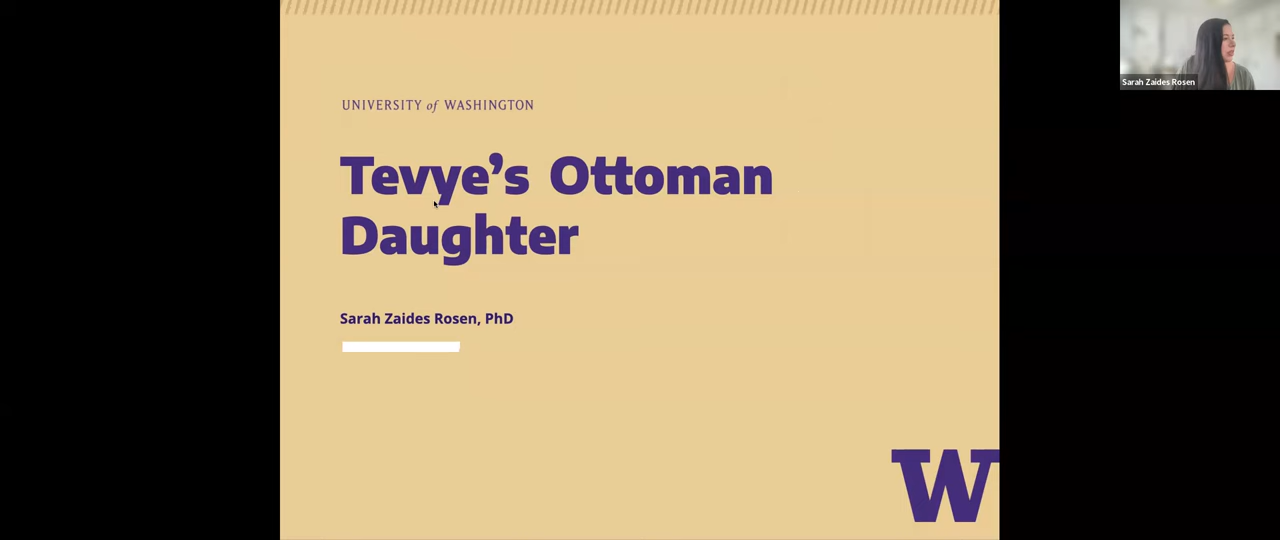 UNIVERSITY of WASHINGTON
Tevye’s Ottoman
Daughter
Sarah Zaides Rosen, PhD
W
Sarah Zaides Rosen